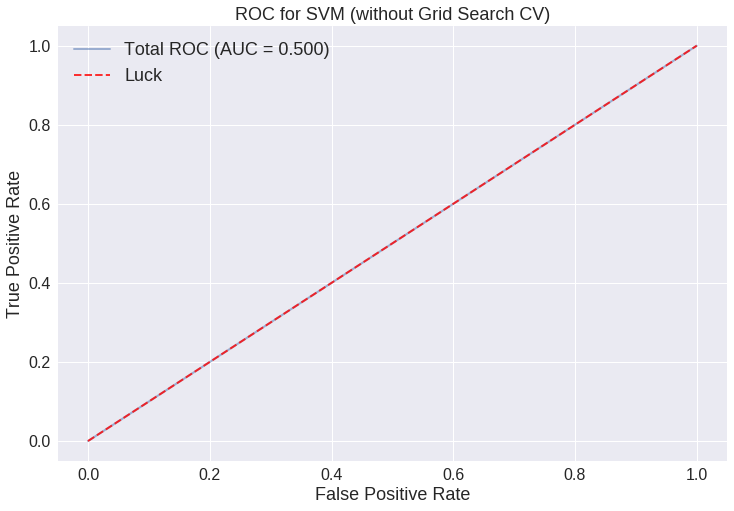 ROC for SVM (without Grid Search CV)
Total ROC (AUC = 0.500)
Luck
True Positive Rate
1.0
0.8
0.6
0.4
0.2
0.0
0.0 0.2 0.4 0.6 0.8 1.0
False Positive Rate